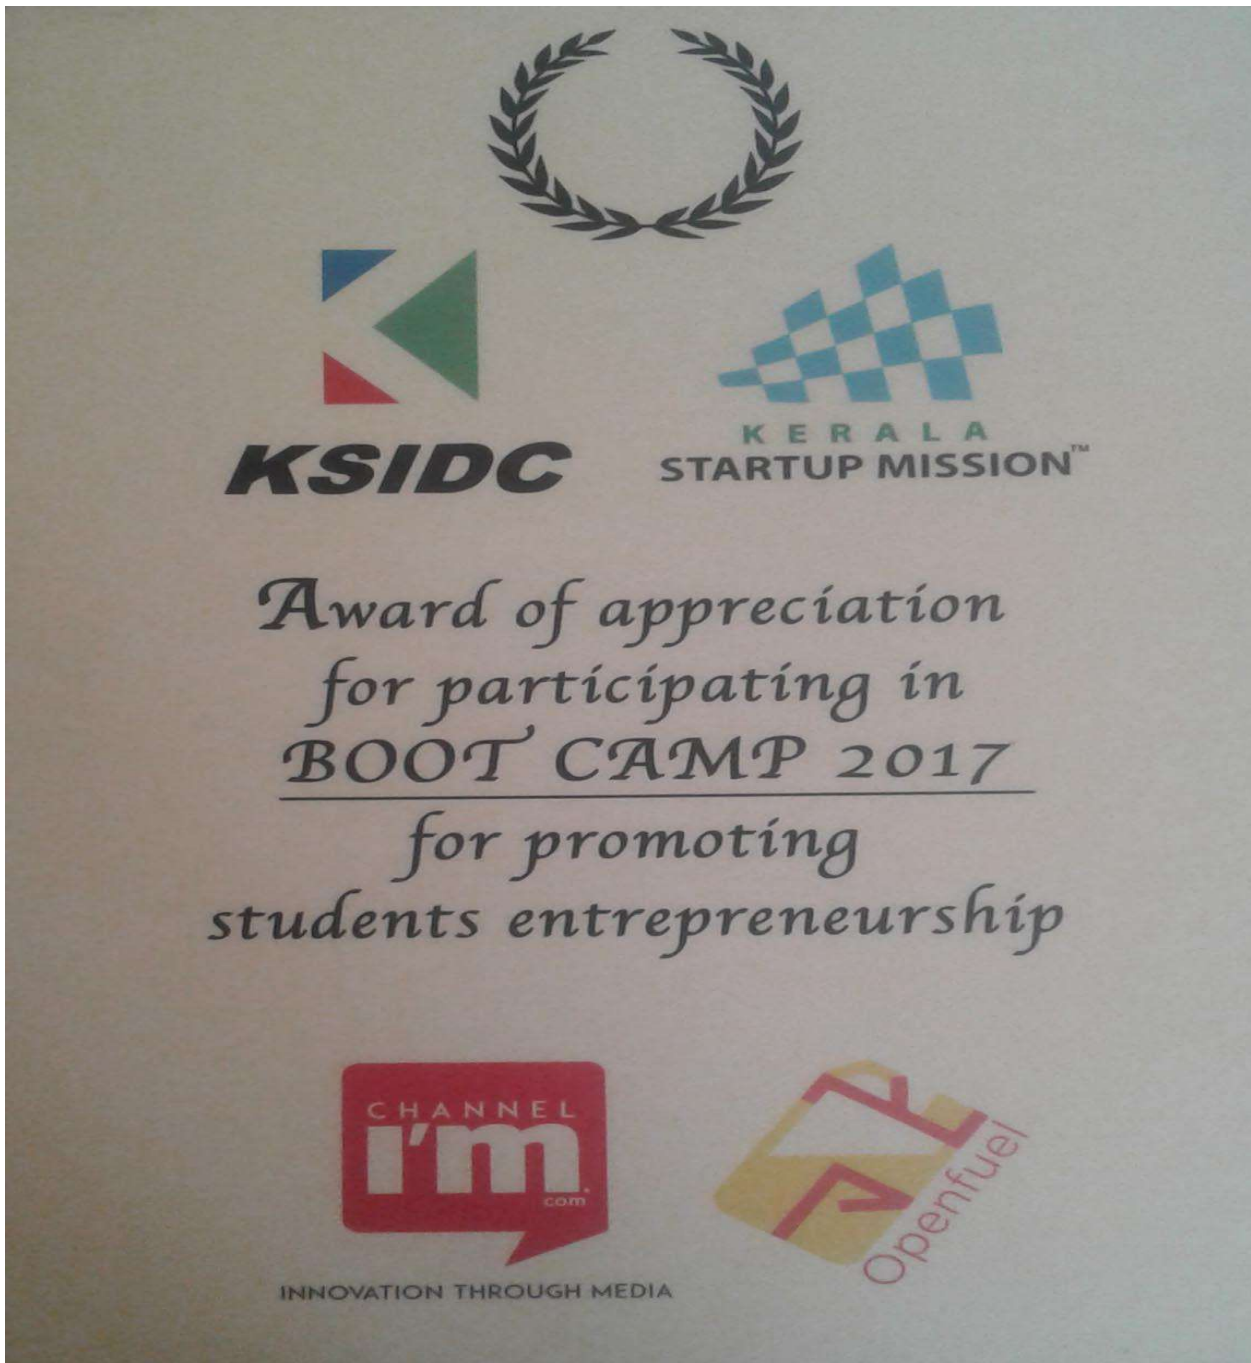 KSIDC
KERALA
STARTUP MISSION™
Award of appreciation
for participating in
BOOT CAMP 2017
for promoting
students entrepreneurship
CHANNEL
i'm
.com
INNOVATION THROUGH MEDIA
Openfuel